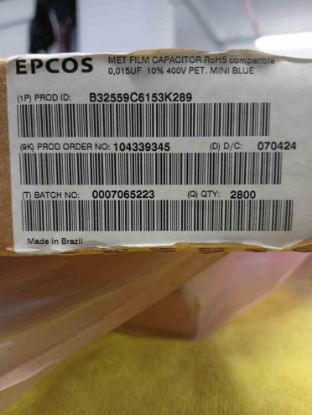 EPCOS MET FILM CAPACITOR RoHS compatible
0,015UF 10% 400V PET. MINI BLUE
(1P) PROD ID: B32559C6153K289
(9K) PROD ORDER NO: 104339345 (D) D/C: 070424
(T) BATCH NO: 0007065223 (Q) QTY: 2800
Made in Brazil